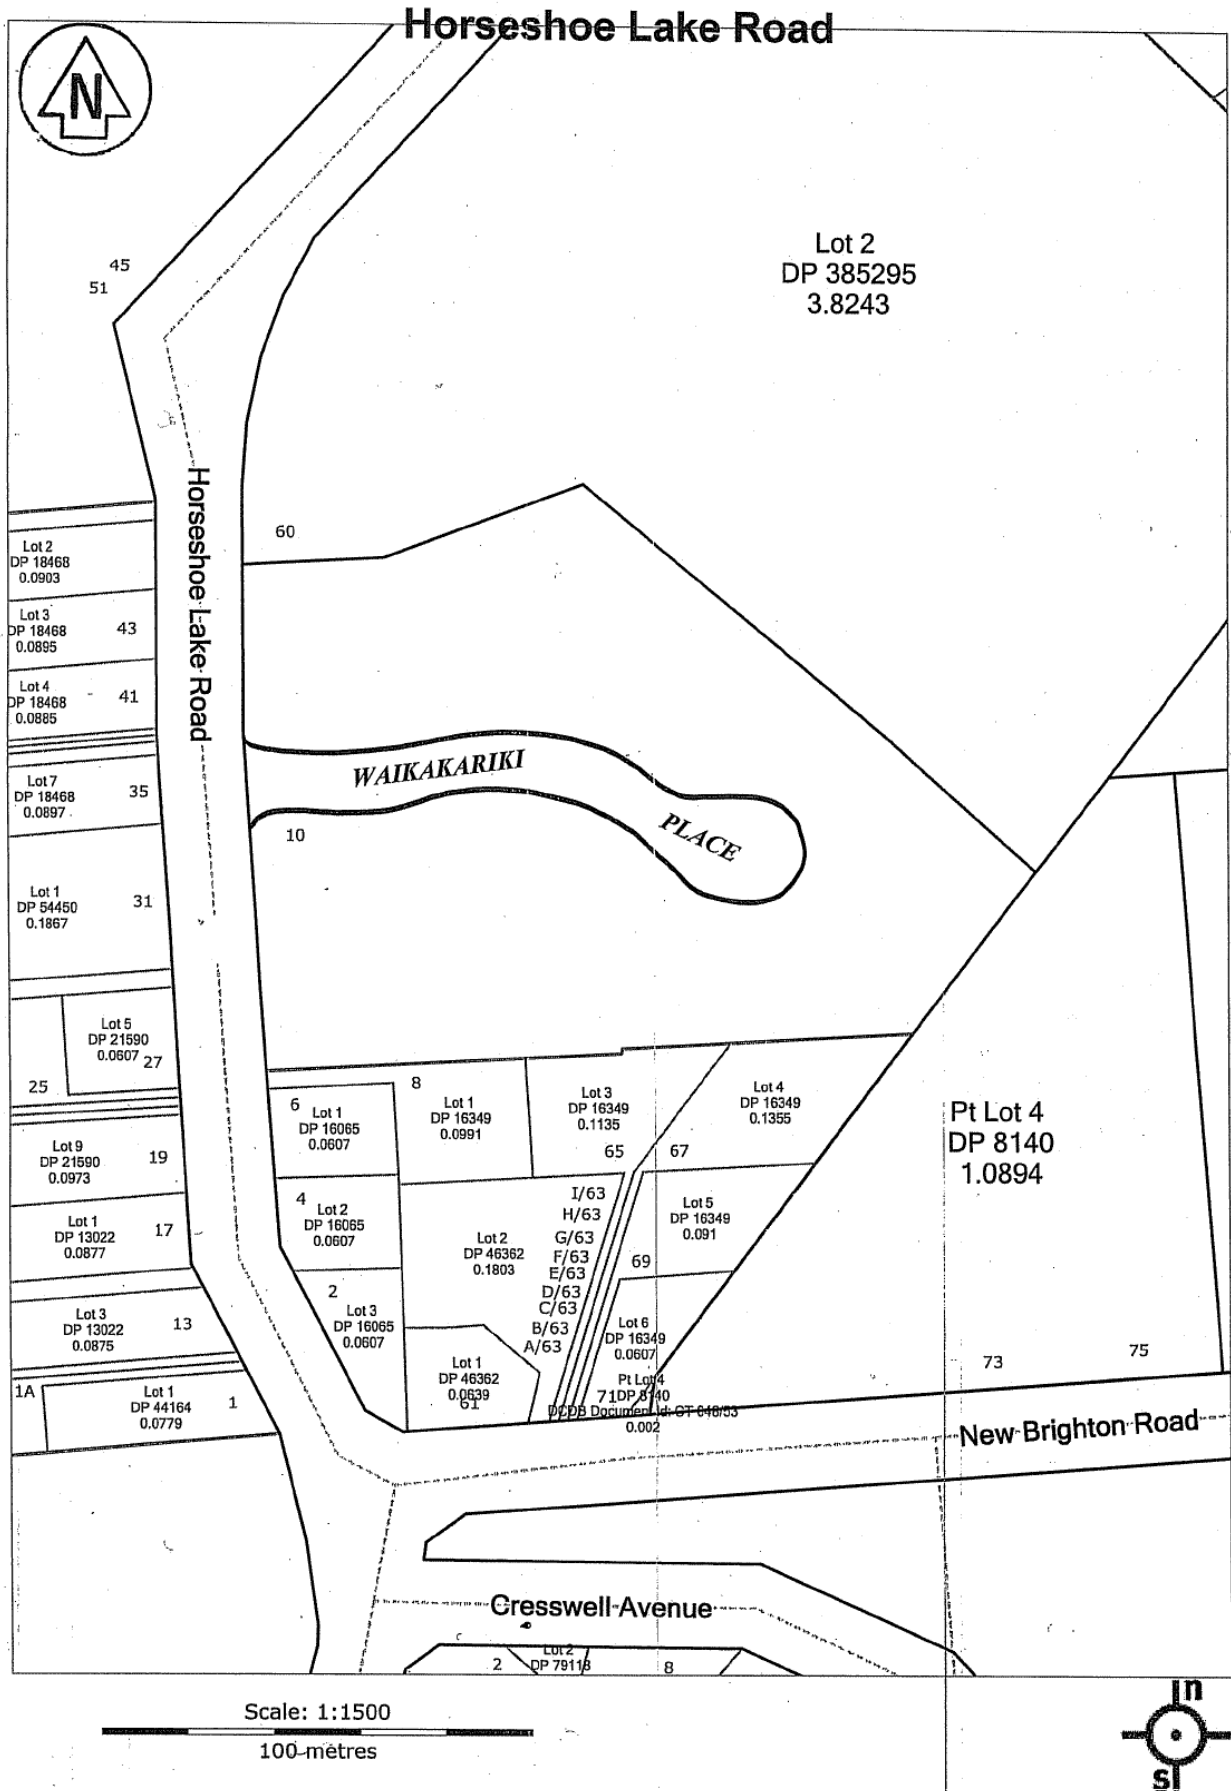 Horseshoe Lake Road
N
Lot 2
DP 385295
3.8243
45
51
Horseshoe Lake Road
60
Lot 2
DP 18468
0.0903
Lot 3
DP 18468
0.0895
43
Lot 4
DP 18468
0.0885
41
WAIKAKARIKI
PLACE
Lot 7
DP 18468
0.0897
35
10
Lot 1
DP 54450
0.1867
31
Lot 5
DP 21590
0.0607
27
25
6
Lot 1
DP 16065
0.0607
8
Lot 1
DP 16349
0.0991
Lot 3
DP 16349
0.1135
65
67
Lot 4
DP 16349
0.1355
Pt Lot 4
DP 8140
1.0894
Lot 9
DP 21590
0.0973
19
4
Lot 2
DP 16065
0.0607
Lot 1
DP 13022
0.0877
17
Lot 2
DP 46362
0.1803
I/63
H/63
G/63
F/63
E/63
D/63
C/63
B/63
A/63
Lot 5
DP 16349
0.091
69
2
Lot 3
DP 16065
0.0607
Lot 3
DP 13022
0.0875
13
Lot 6
DP 16349
0.0607
Lot 1
DP 46362
0.0639
61
Pt Lot 4
71 DP 8140
0.002
73
75
1A
Lot 1
DP 44164
0.0779
1
New Brighton Road
Cresswell Avenue
2
Lot 2
DP 79118
8
Scale: 1:1500
100 metres
n
s